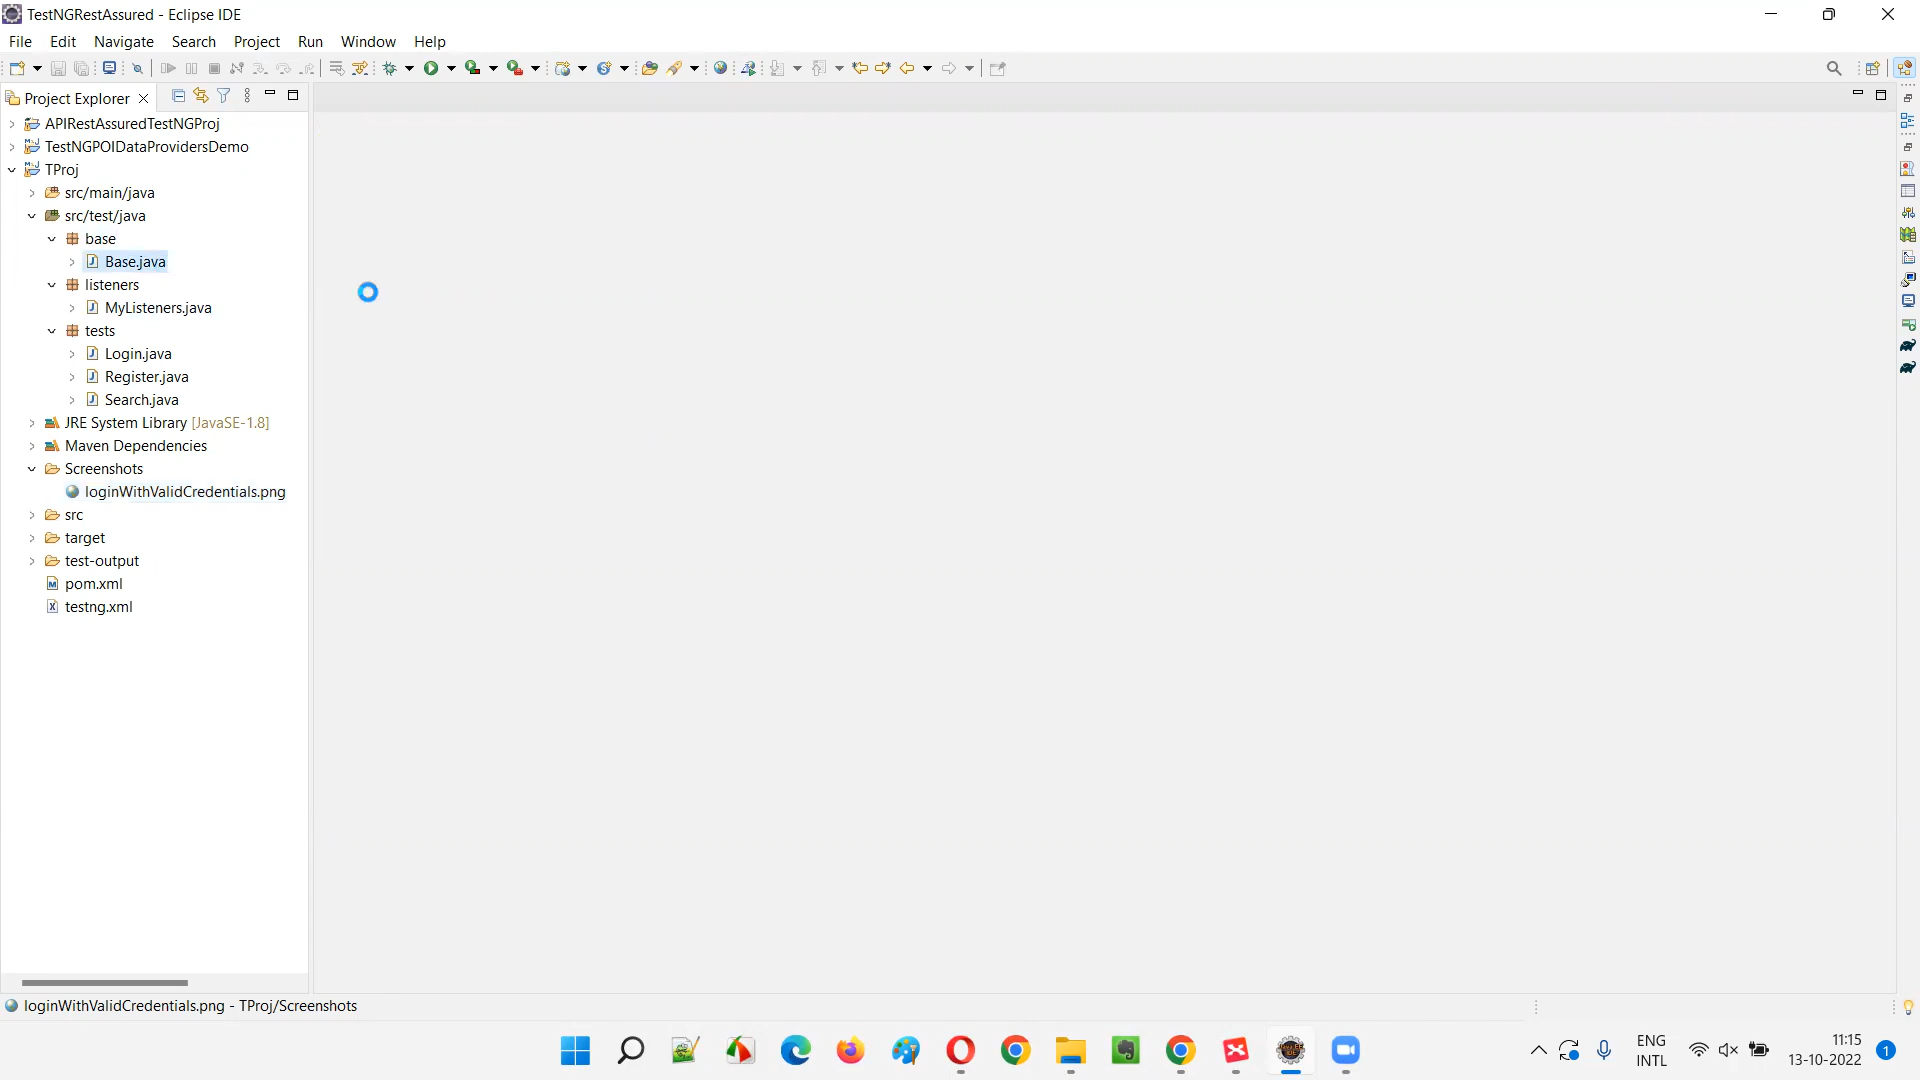 TestNGRestAssured - Eclipse IDE
File Edit Navigate Search Project Run Window Help
Project Explorer
APIRestAssuredTestNGProj
TestNGPOIDataProvidersDemo
TProj
src/main/java
src/test/java
base
Base.java
listeners
MyListeners.java
tests
Login.java
Register.java
Search.java
JRE System Library [JavaSE-1.8]
Maven Dependencies
Screenshots
loginWithValidCredentials.png
src
target
test-output
pom.xml
testng.xml
loginWithValidCredentials.png - TProj/Screenshots
ENG
INTL
11:15
13-10-2022
1